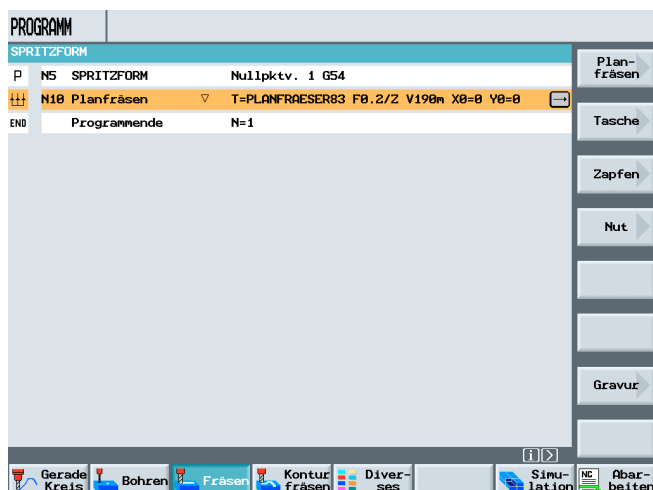 PROGRAMM
SPRITZFORM
P N5 SPRITZFORM Nullpktv. 1 G54
N10 Planfräsen ▽ T=PLANFRAESER83 F0.2/Z V190m X0=0 Y0=0 →
END Programmende N=1
Plan-
fräsen
Tasche
Zapfen
Nut
Gravur
i >
Gerade
Kreis
Bohren
Fräsen
Kontur
fräsen
Diver-
ses
Simu-
lation
NC Abar-
beiten